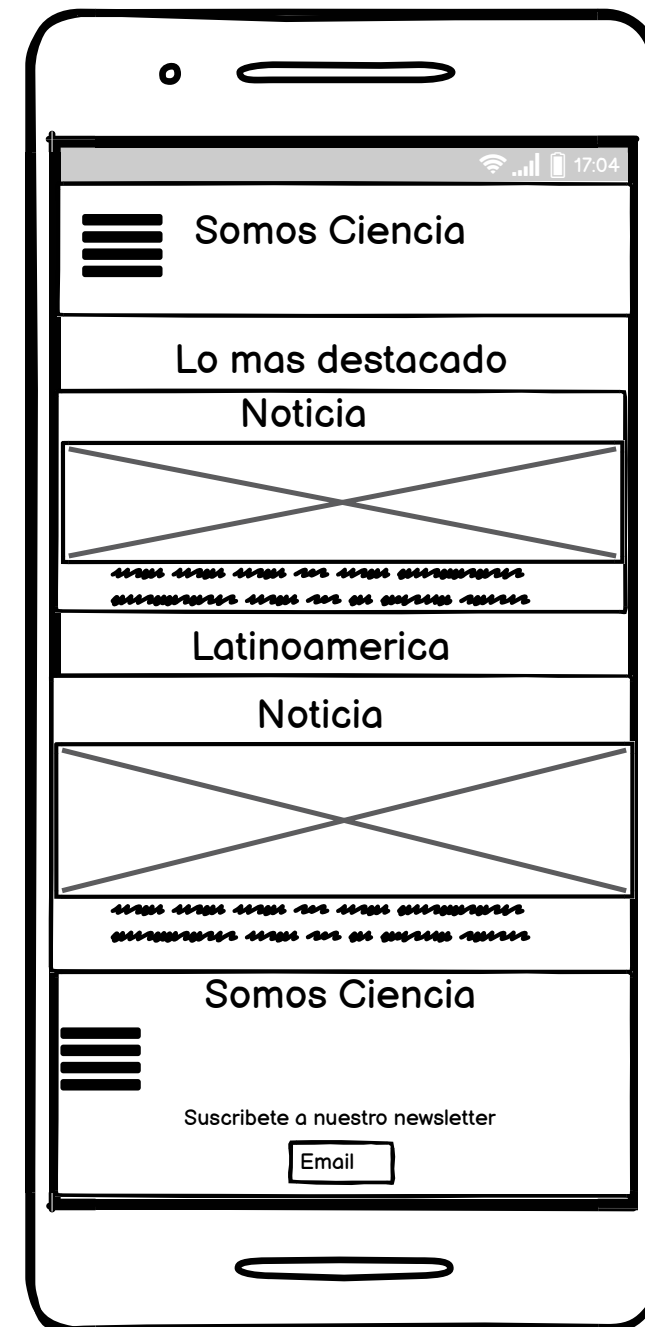 17:04
Somos Ciencia
Lo mas destacado
Noticia
Latinoamerica
Noticia
Somos Ciencia
Suscribete a nuestro newsletter
Email